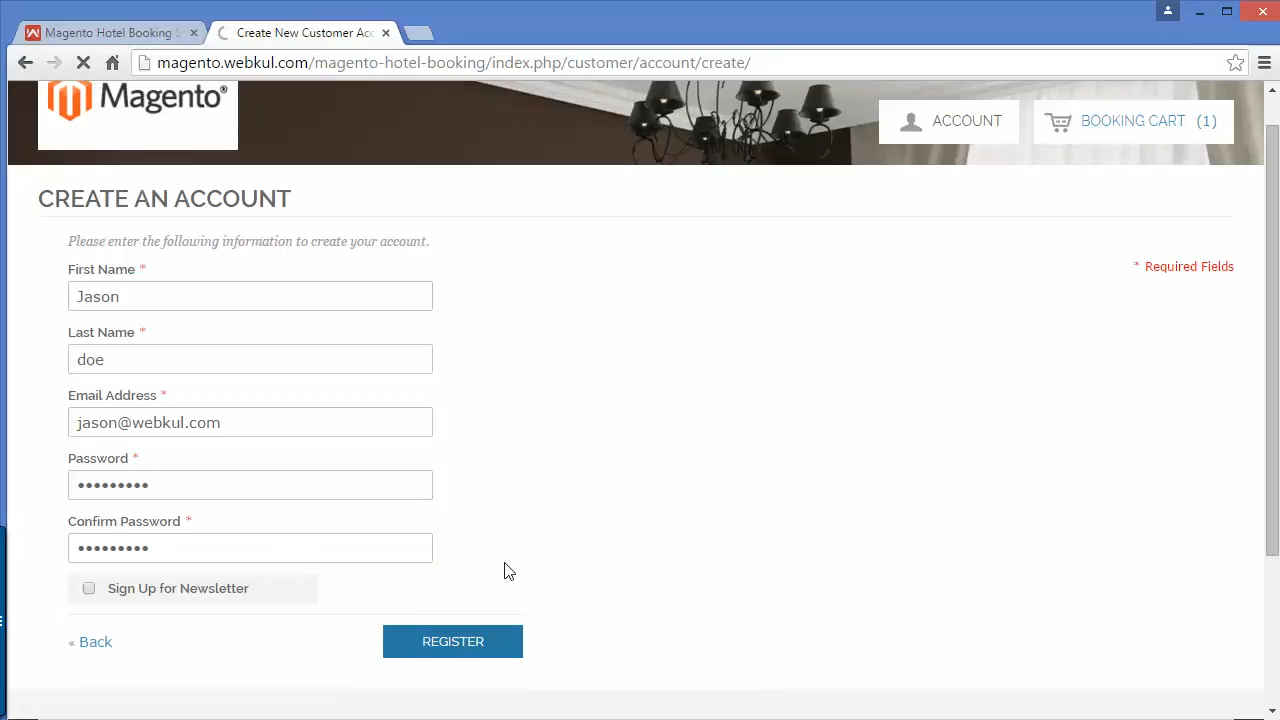 Magento Hotel Booking S
Create New Customer Acc
magento.webkul.com/magento-hotel-booking/index.php/customer/account/create/
Magento
ACCOUNT
BOOKING CART (1)
CREATE AN ACCOUNT
Please enter the following information to create your account.
* Required Fields
First Name *
Jason
Last Name *
doe
Email Address *
jason@webkul.com
Password *
•••••••••
Confirm Password *
•••••••••
Sign Up for Newsletter
« Back
REGISTER